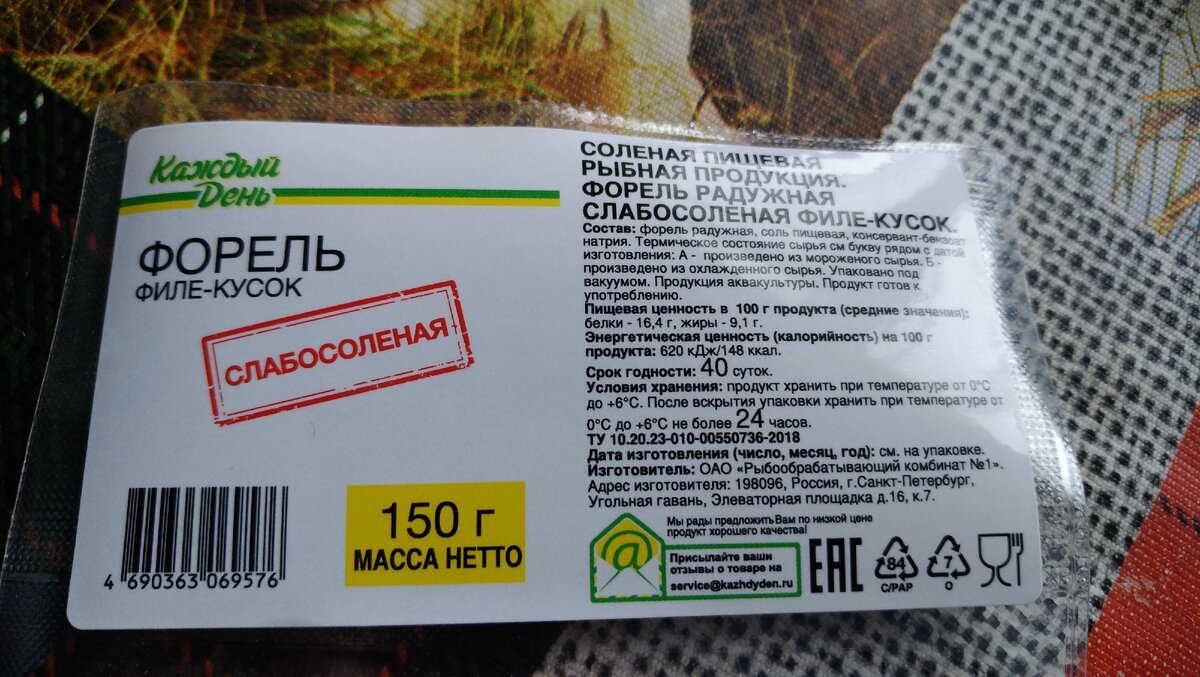 Каждый
День
ФОРЕЛЬ
ФИЛЕ-КУСОК
СЛАБОСОЛЕНАЯ
4 690363 069576
150 г
МАССА НЕТТО
СОЛЕНАЯ ПИЩЕВАЯ
РЫБНАЯ ПРОДУКЦИЯ.
ФОРЕЛЬ РАДУЖНАЯ
СЛАБОСОЛЕНАЯ ФИЛЕ-КУСОК.
Состав: форель радужная, соль пищевая, консервант-бензоат
натрия. Термическое состояние сырья см букву рядом с датой
изготовления: А - произведено из мороженого сырья. Б -
произведено из охлажденного сырья. Упаковано под
вакуумом. Продукция аквакультуры. Продукт готов к
употреблению.
Пищевая ценность в 100 г продукта (средние значения):
белки - 16,4 г, жиры - 9,1 г.
Энергетическая ценность (калорийность) на 100 г
продукта: 620 кДж/148 ккал.
Срок годности: 40 суток.
Условия хранения: продукт хранить при температуре от 0°С
до +6°С. После вскрытия упаковки хранить при температуре от
0°С до +6°С не более 24 часов.
ТУ 10.20.23-010-00550736-2018
Дата изготовления (число, месяц, год): см. на упаковке.
Изготовитель: ОАО «Рыбообрабатывающий комбинат №1».
Адрес изготовителя: 198096, Россия, г.Санкт-Петербург,
Угольная гавань, Элеваторная площадка д.16, к.7.
Мы рады предложить Вам по низкой цене
продукт хорошего качества!
Присылайте ваши
отзывы о товаре на
service@kazhdyden.ru
@
EAC
84
C/PAP
7
O